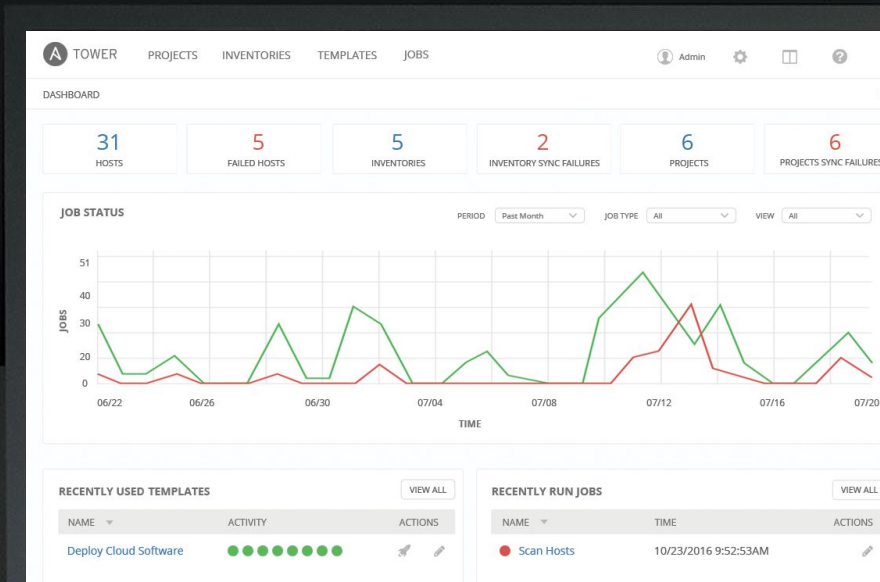 A TOWER PROJECTS INVENTORIES TEMPLATES JOBS Admin ?
DASHBOARD
31 5 5 2 6 6
HOSTS FAILED HOSTS INVENTORIES INVENTORY SYNC FAILURES PROJECTS PROJECTS SYNC FAILURES
JOB STATUS PERIOD Past Month JOB TYPE All VIEW All
51
40
30
20
0
JOBS
06/22 06/26 06/30 07/04 07/08 07/12 07/16 07/20
TIME
RECENTLY USED TEMPLATES VIEW ALL
NAME ACTIVITY ACTIONS
Deploy Cloud Software
RECENTLY RUN JOBS VIEW ALL
NAME TIME ACTIONS
Scan Hosts 10/23/2016 9:52:53AM